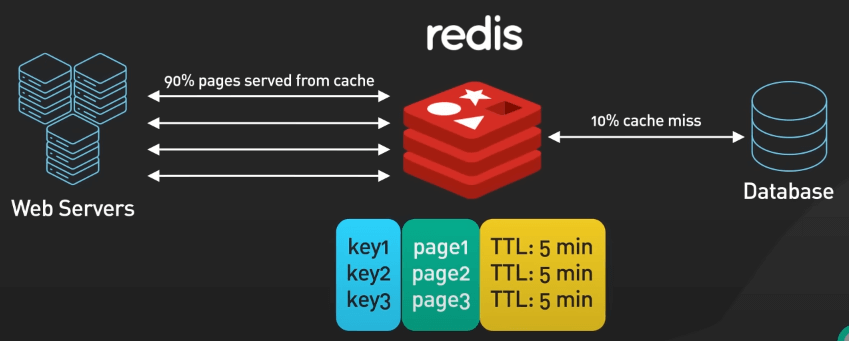 redis
90% pages served from cache
10% cache miss
Web Servers
Database
key1 page1 TTL: 5 min
key2 page2 TTL: 5 min
key3 page3 TTL: 5 min